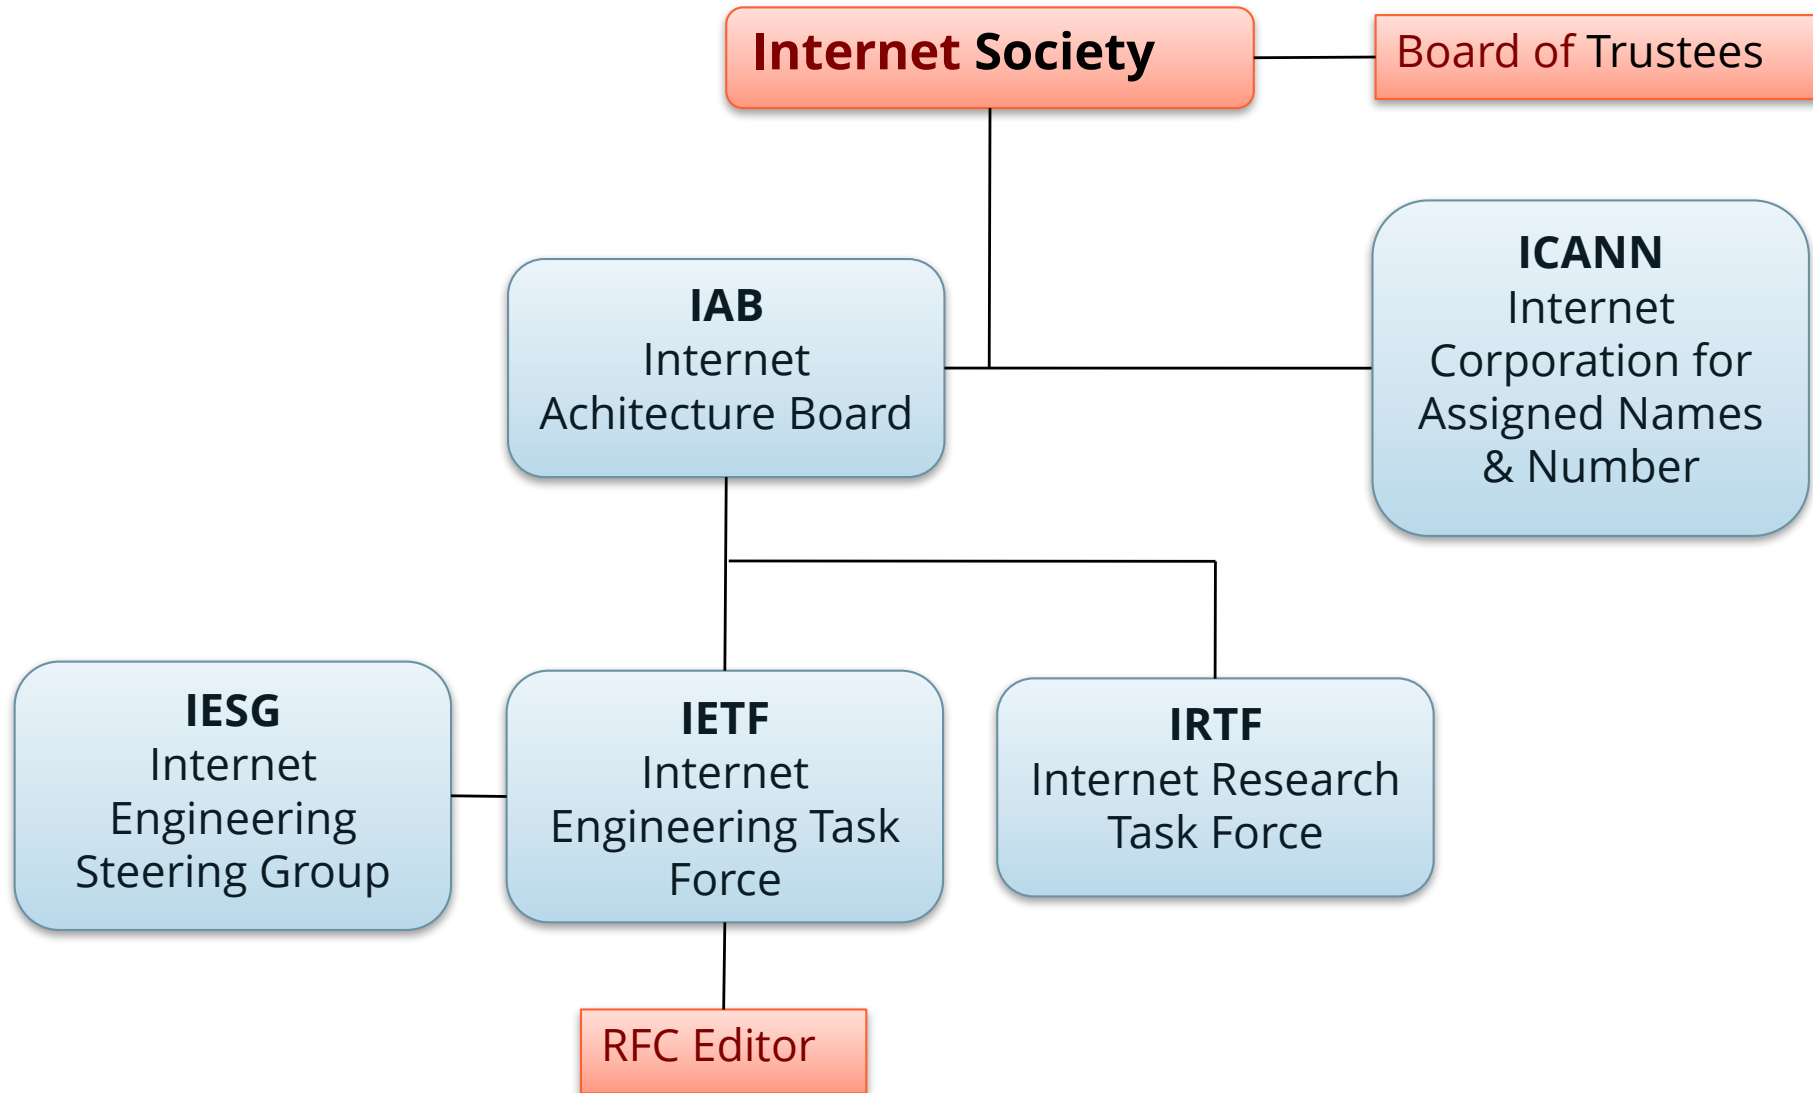 Internet Society
Board of Trustees
IAB
Internet
Achitecture Board
ICANN
Internet
Corporation for
Assigned Names
& Number
IESG
Internet
Engineering
Steering Group
IETF
Internet
Engineering Task
Force
IRTF
Internet Research
Task Force
RFC Editor